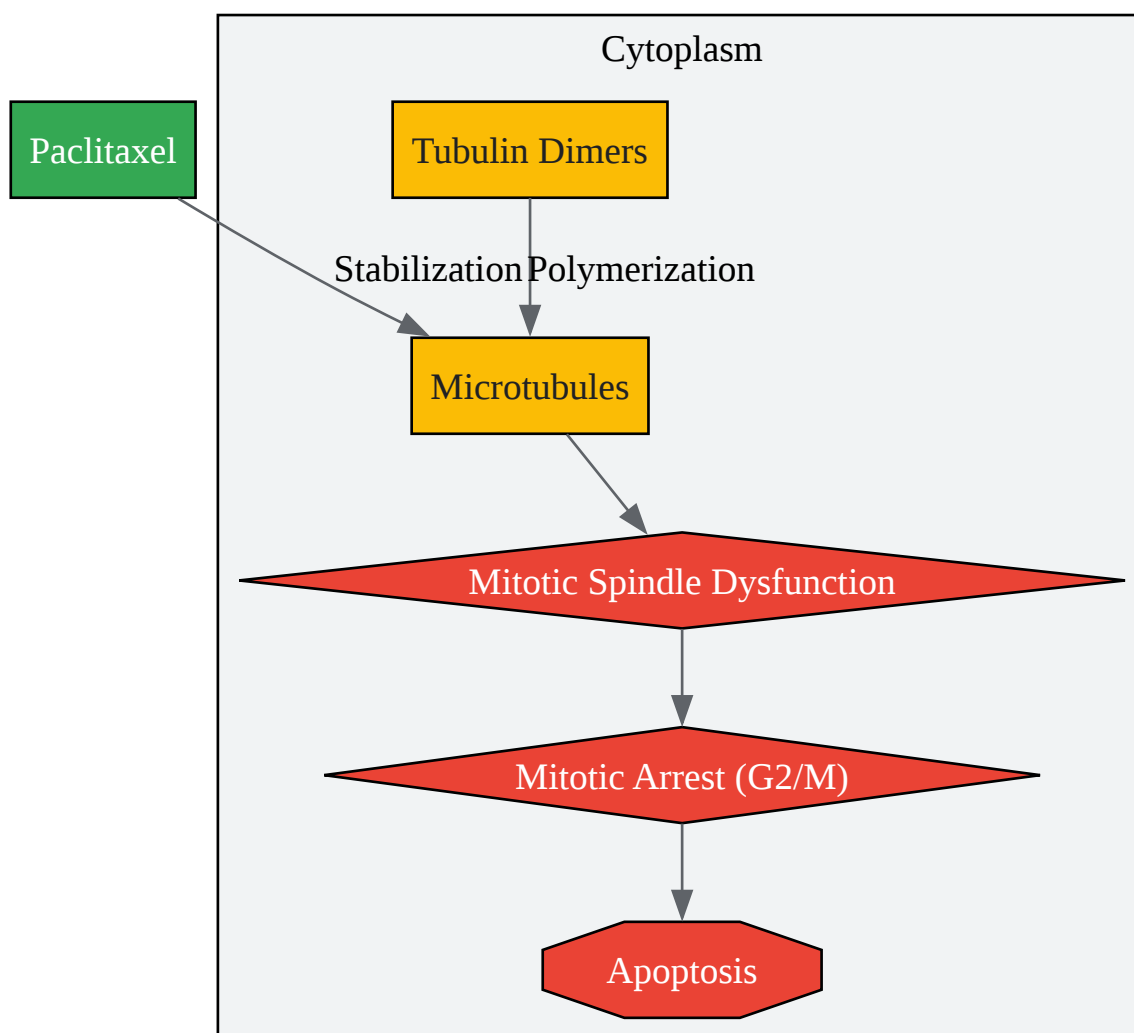 Cytoplasm
Paclitaxel
Tubulin Dimers
Stabilization
Polymerization
Microtubules
Mitotic Spindle Dysfunction
Mitotic Arrest (G2/M)
Apoptosis